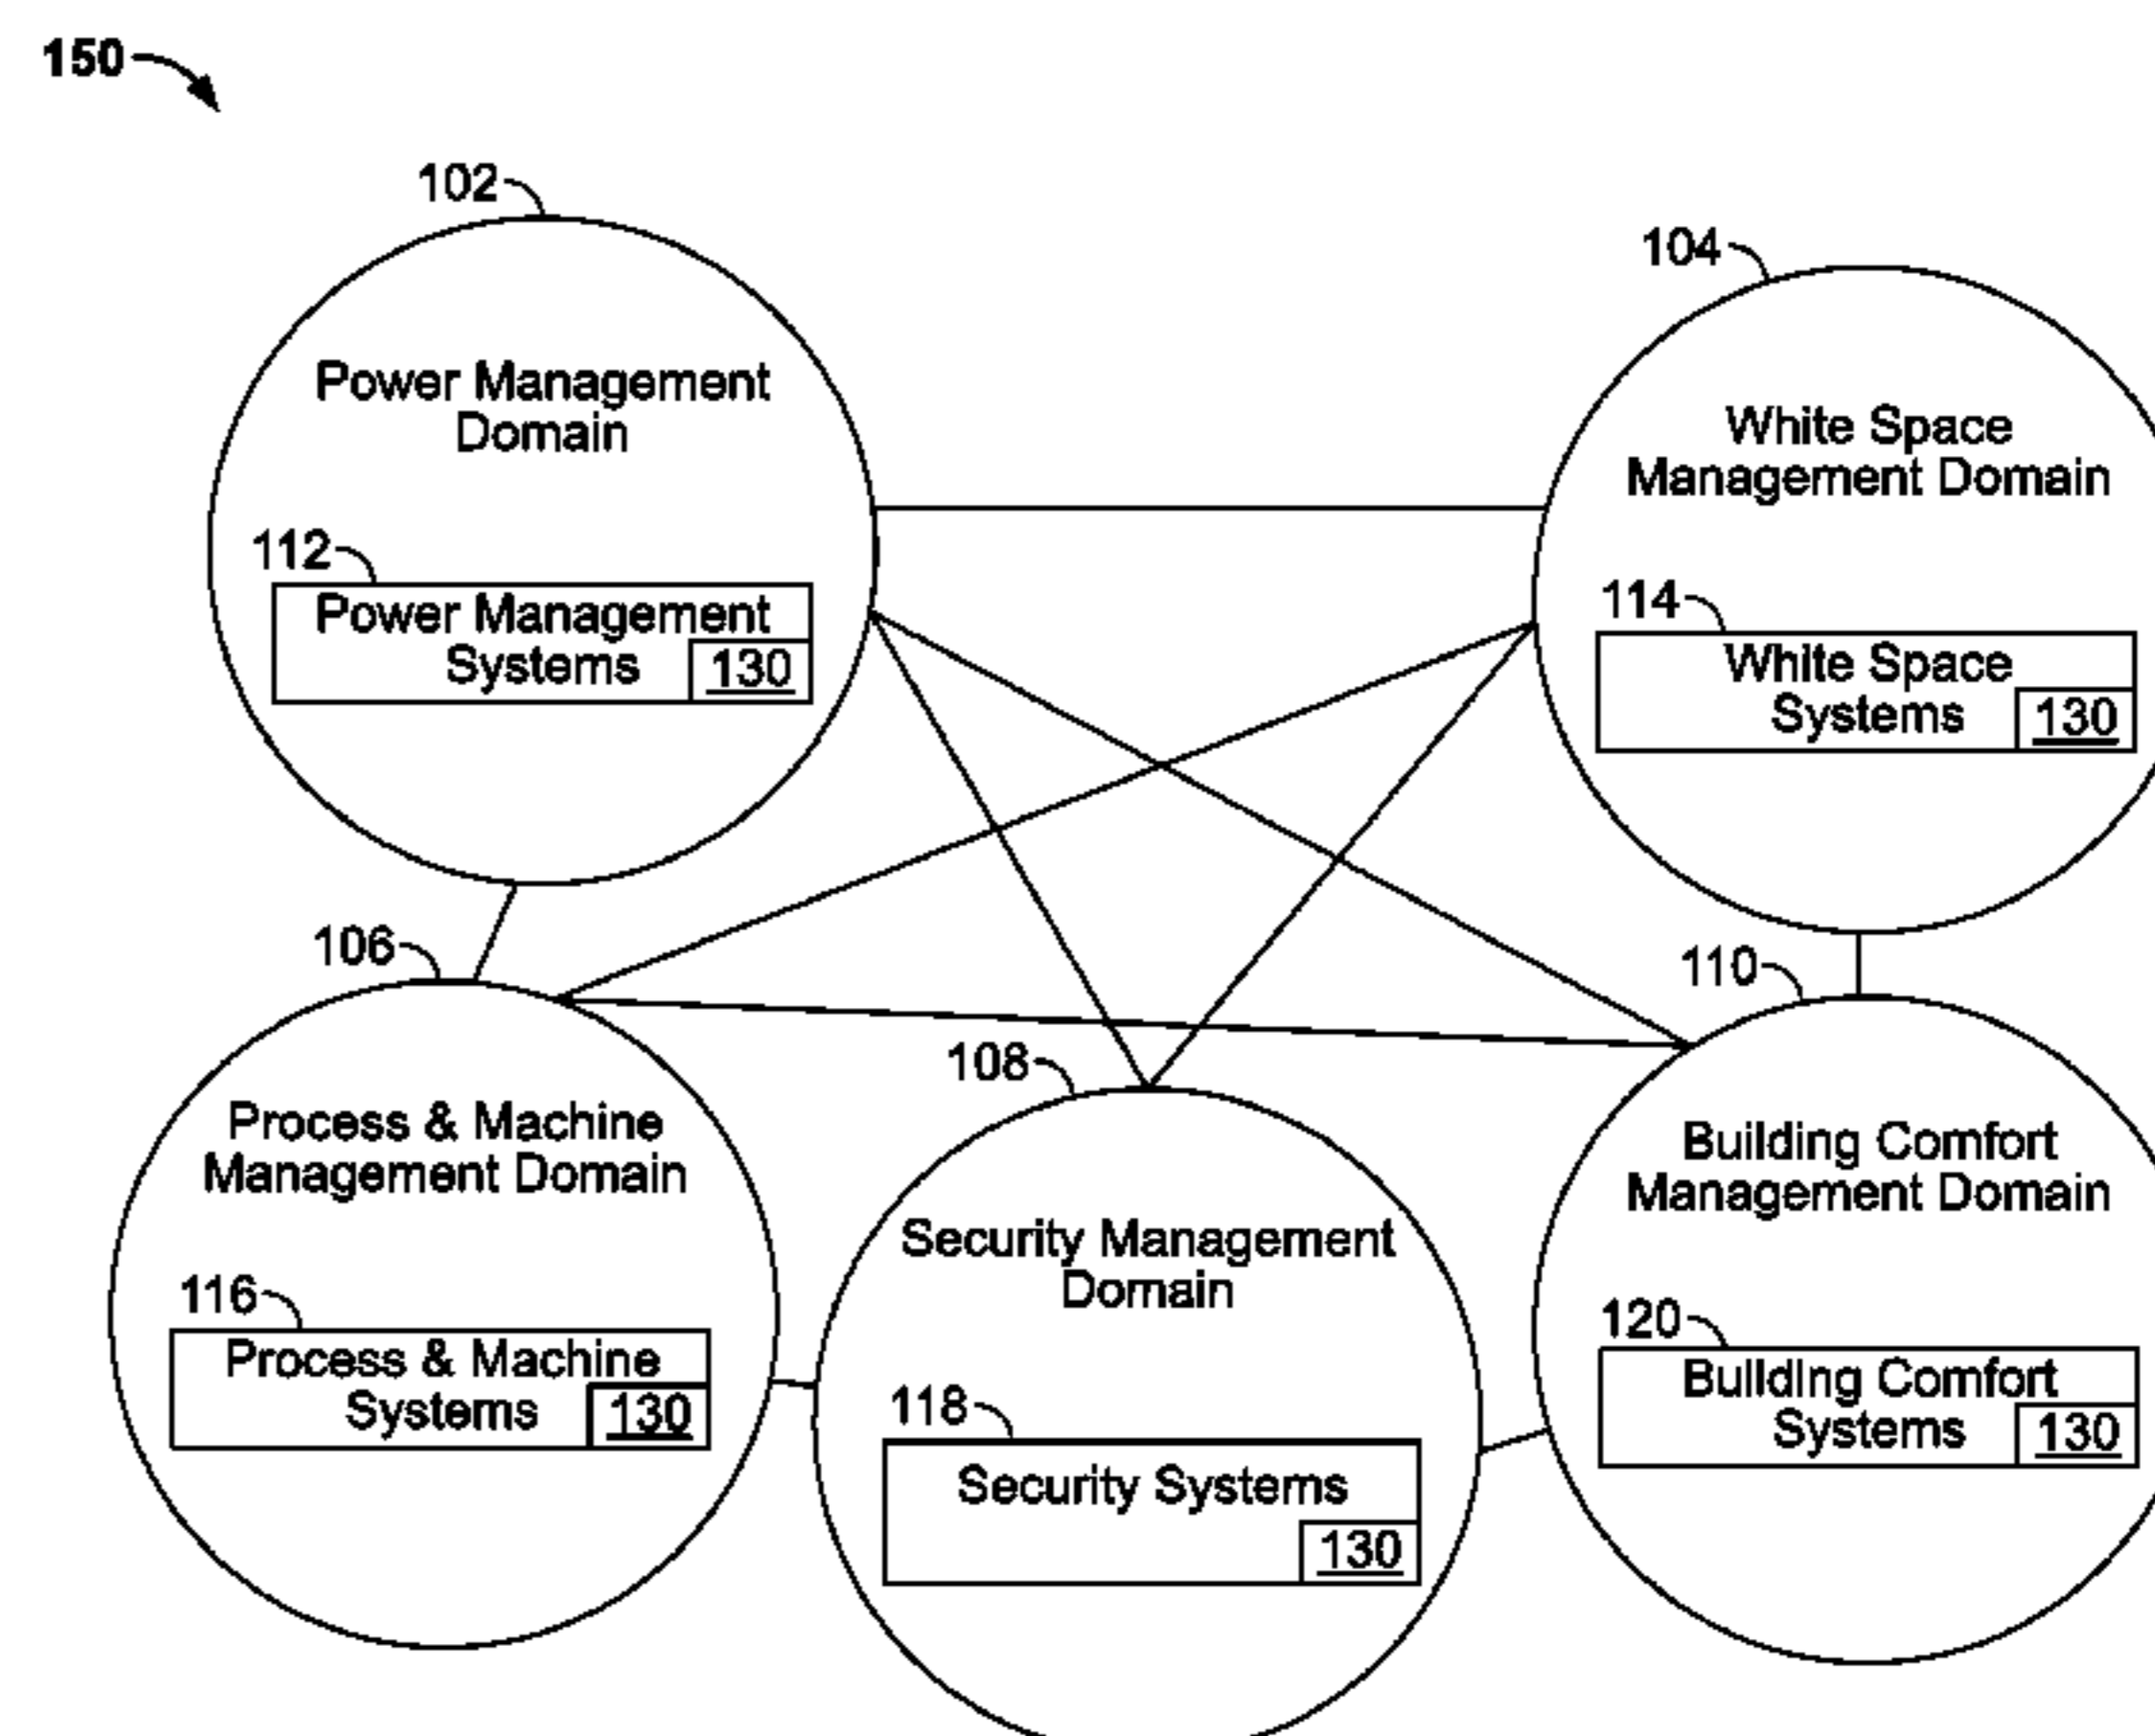 150
102
Power Management
Domain
112
Power Management
Systems
130
104
White Space
Management Domain
114
White Space
Systems
130
106
Process & Machine
Management Domain
116
Process & Machine
Systems
130
108
Security Management
Domain
118
Security Systems
130
110
Building Comfort
Management Domain
120
Building Comfort
Systems
130